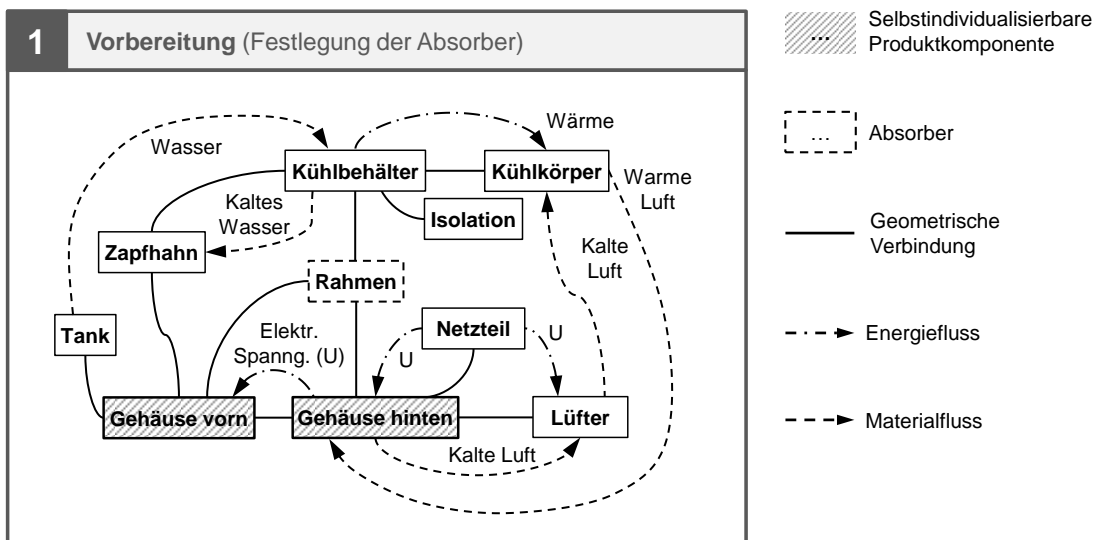 1
Vorbereitung (Festlegung der Absorber)
Wasser
Wärme
Kühlbehälter
Kühlkörper
Warme
Luft
Kaltes
Wasser
Isolation
Zapfhahn
Kalte
Luft
Rahmen
Tank
Elektr.
Spanng. (U)
Netzteil
U
U
Gehäuse vorn
Gehäuse hinten
Lüfter
Kalte Luft
...
Selbstindividualisierbare
Produktkomponente
...
Absorber
Geometrische
Verbindung
Energiefluss
Materialfluss